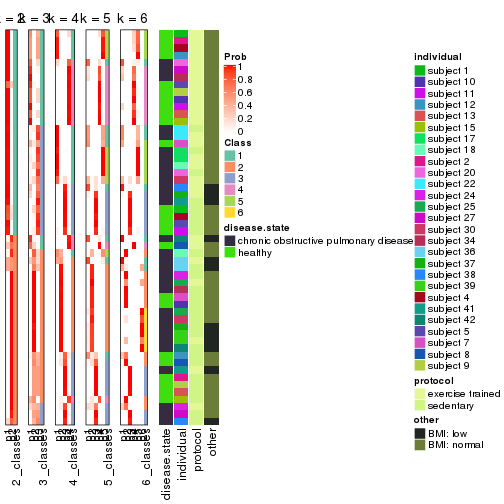 k = 2
k = 3
k = 4
k = 5
k = 6
Prob
1
0.8
0.6
0.4
0.2
0
Class
1
2
3
4
5
6
disease.state
chronic obstructive pulmonary disease
healthy
individual
subject 1
subject 10
subject 11
subject 12
subject 13
subject 15
subject 17
subject 18
subject 2
subject 20
subject 22
subject 24
subject 25
subject 27
subject 30
subject 34
subject 36
subject 37
subject 38
subject 39
subject 4
subject 41
subject 42
subject 5
subject 7
subject 8
subject 9
protocol
exercise trained
sedentary
other
BMI: low
BMI: normal
2_classes
3_classes
4_classes
5_classes
6_classes
disease.state
individual
protocol
other